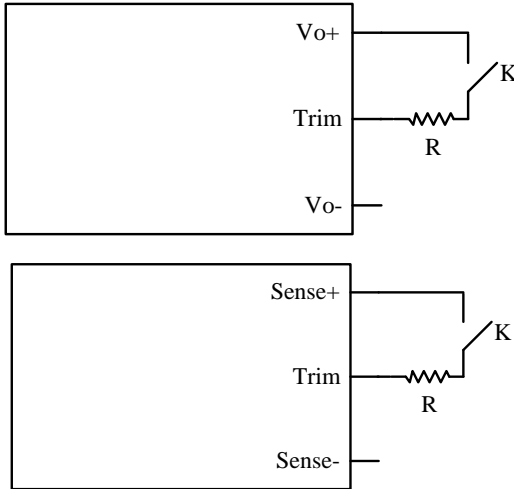 Vo+
K
Trim
R
Vo-
Sense+
K
Trim
R
Sense-